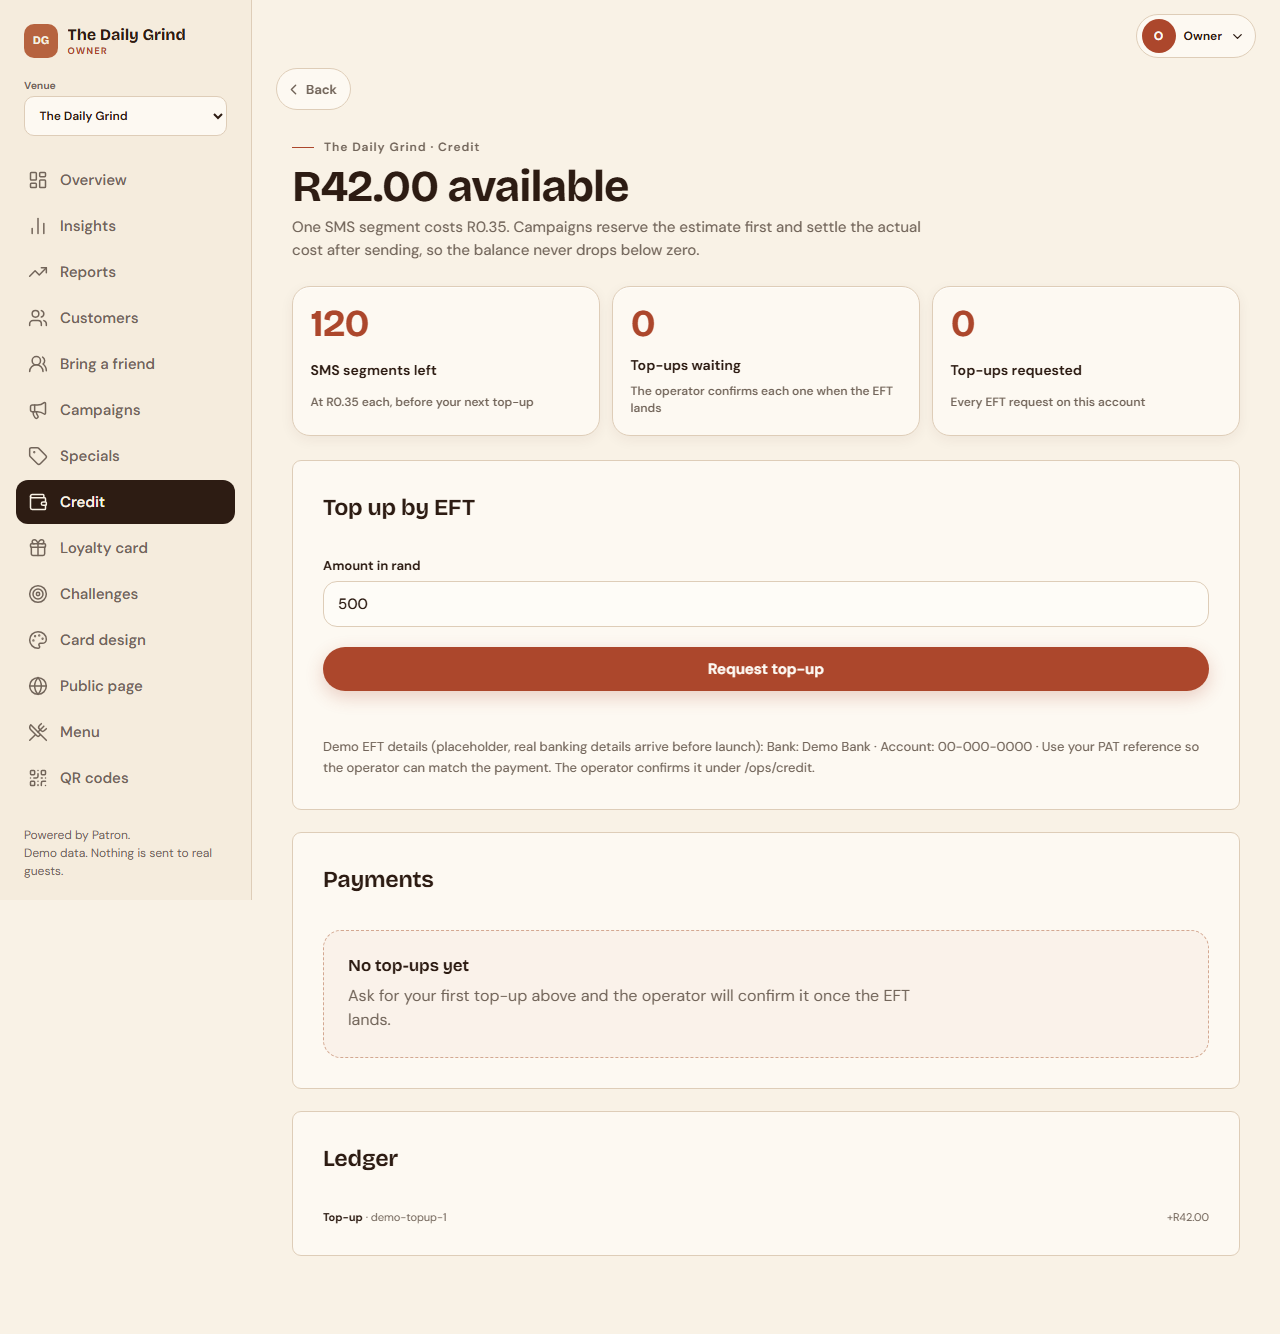 DG
The Daily Grind
OWNER
Venue
The Daily Grind
Overview
Insights
Reports
Customers
Bring a friend
Campaigns
Specials
Credit
Loyalty card
Challenges
Card design
Public page
Menu
QR codes
Powered by Patron.
Demo data. Nothing is sent to real
guests.
O
Owner
Back
The Daily Grind · Credit
R42.00 available
One SMS segment costs R0.35. Campaigns reserve the estimate first and settle the actual
cost after sending, so the balance never drops below zero.
120
SMS segments left
At R0.35 each, before your next top-up
0
Top-ups waiting
The operator confirms each one when the EFT
lands
0
Top-ups requested
Every EFT request on this account
Top up by EFT
Amount in rand
500
Request top-up
Demo EFT details (placeholder, real banking details arrive before launch): Bank: Demo Bank · Account: 00-000-0000 · Use your PAT reference so
the operator can match the payment. The operator confirms it under /ops/credit.
Payments
No top-ups yet
Ask for your first top-up above and the operator will confirm it once the EFT
lands.
Ledger
Top-up · demo-topup-1
+R42.00